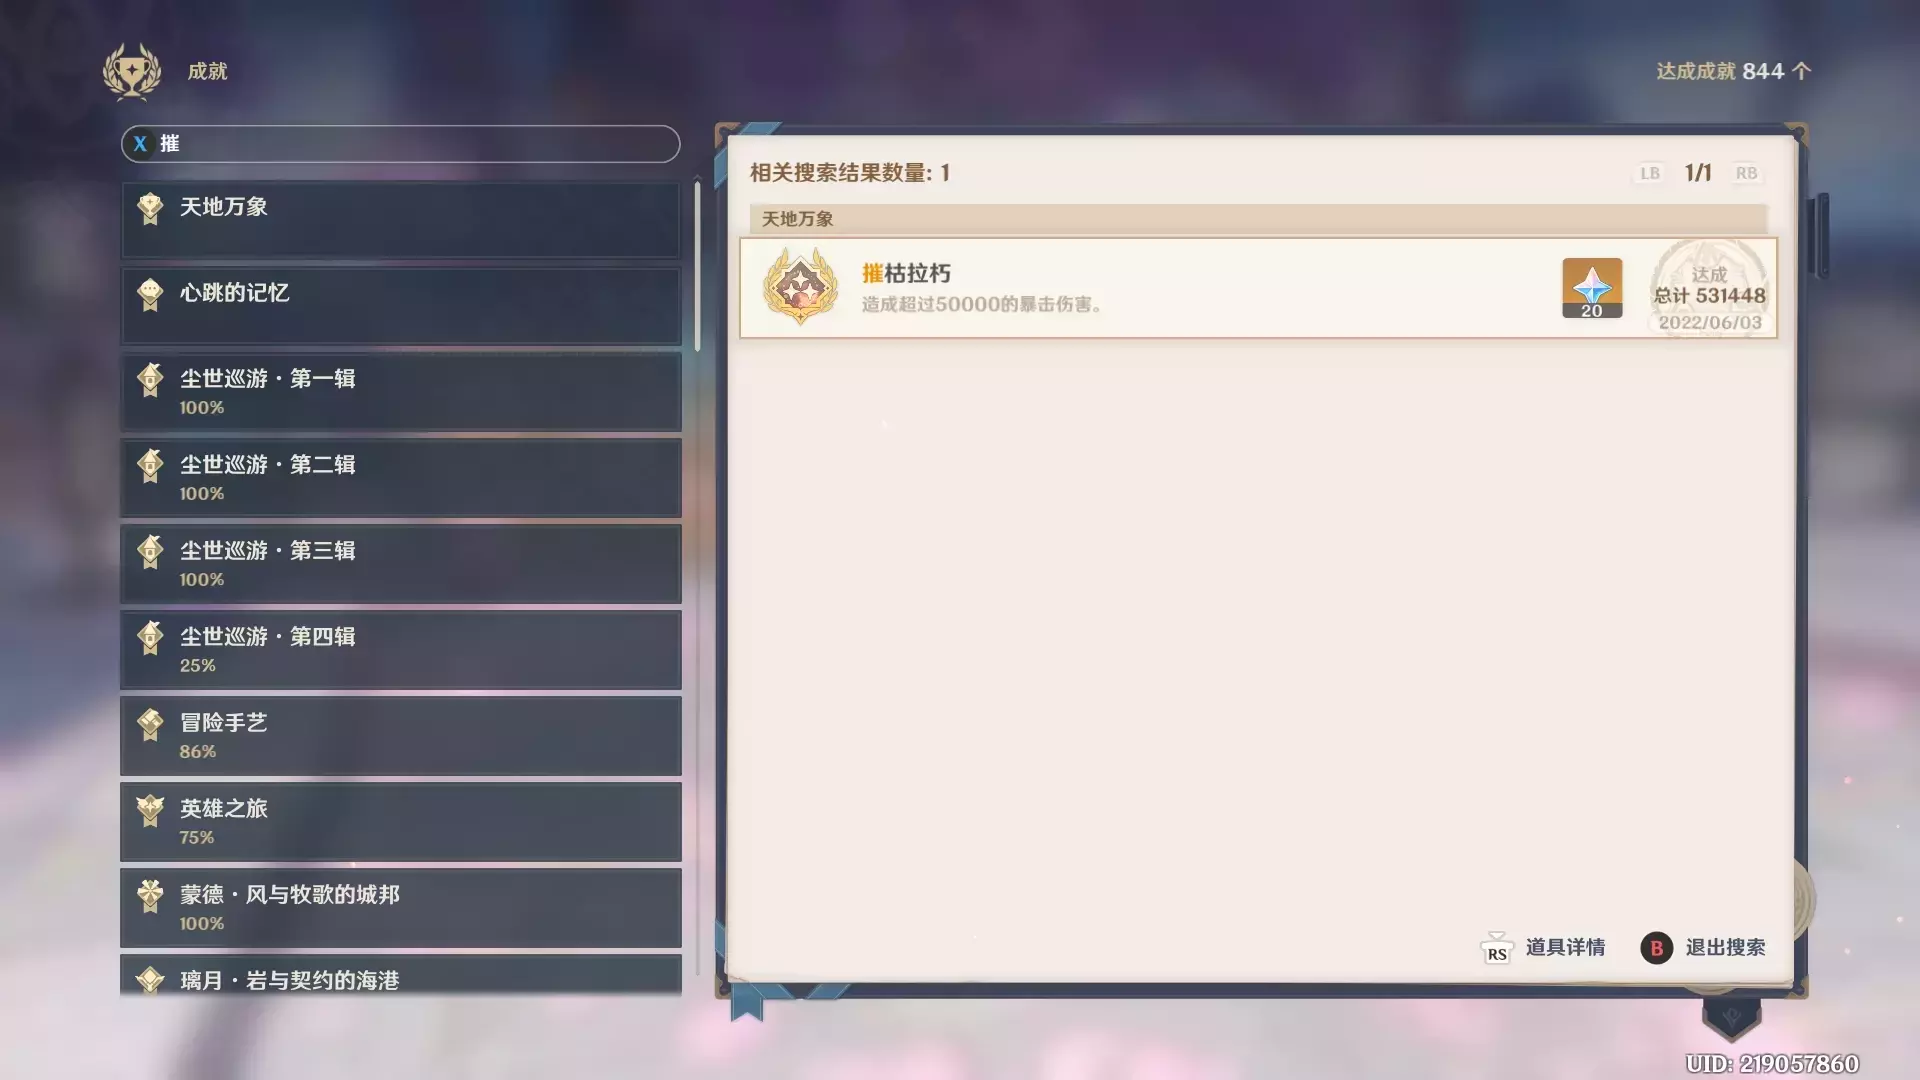 成就
达成成就 844 个
X 摧
天地万象
心跳的记忆
尘世巡游·第一辑
100%
尘世巡游·第二辑
100%
尘世巡游·第三辑
100%
尘世巡游·第四辑
25%
冒险手艺
86%
英雄之旅
75%
蒙德·风与牧歌的城邦
100%
璃月·岩与契约的海港
相关搜索结果数量: 1
LB 1/1 RB
天地万象
摧枯拉朽
造成超过50000的暴击伤害。
20
达成
总计 531448
2022/06/03
RS 道具详情
B 退出搜索
UID: 219057860